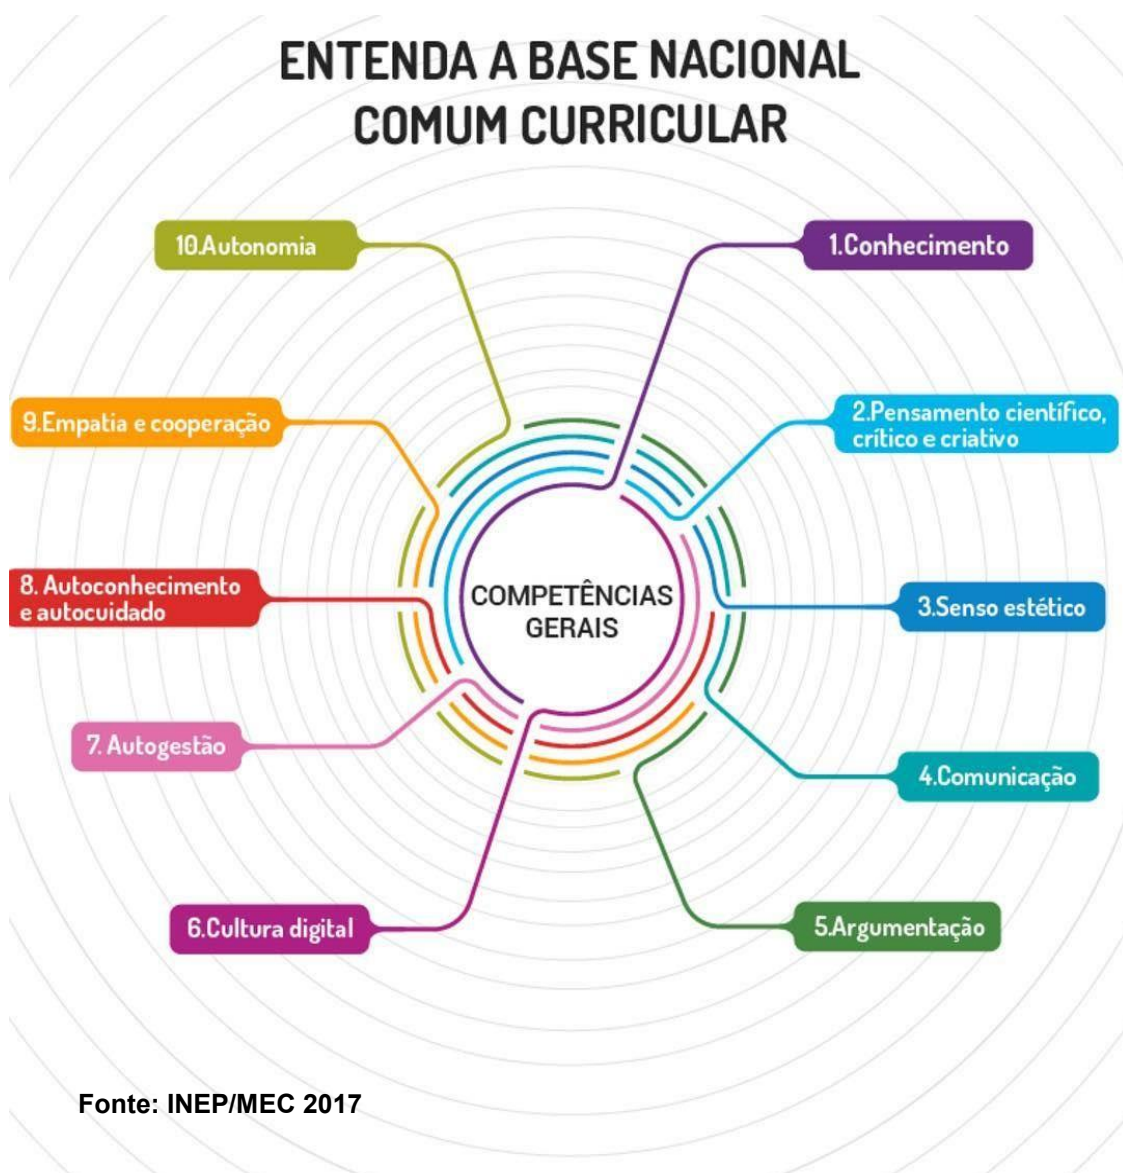 ENTENDA A BASE NACIONAL
COMUM CURRICULAR
1.Conhecimento
2.Pensamento científico,
crítico e criativo
3.Senso estético
4.Comunicação
5.Argumentação
6.Cultura digital
7. Autogestão
8. Autoconhecimento
e autocuidado
9.Empatia e cooperação
10.Autonomia
COMPETÊNCIAS
GERAIS
Fonte: INEP/MEC 2017